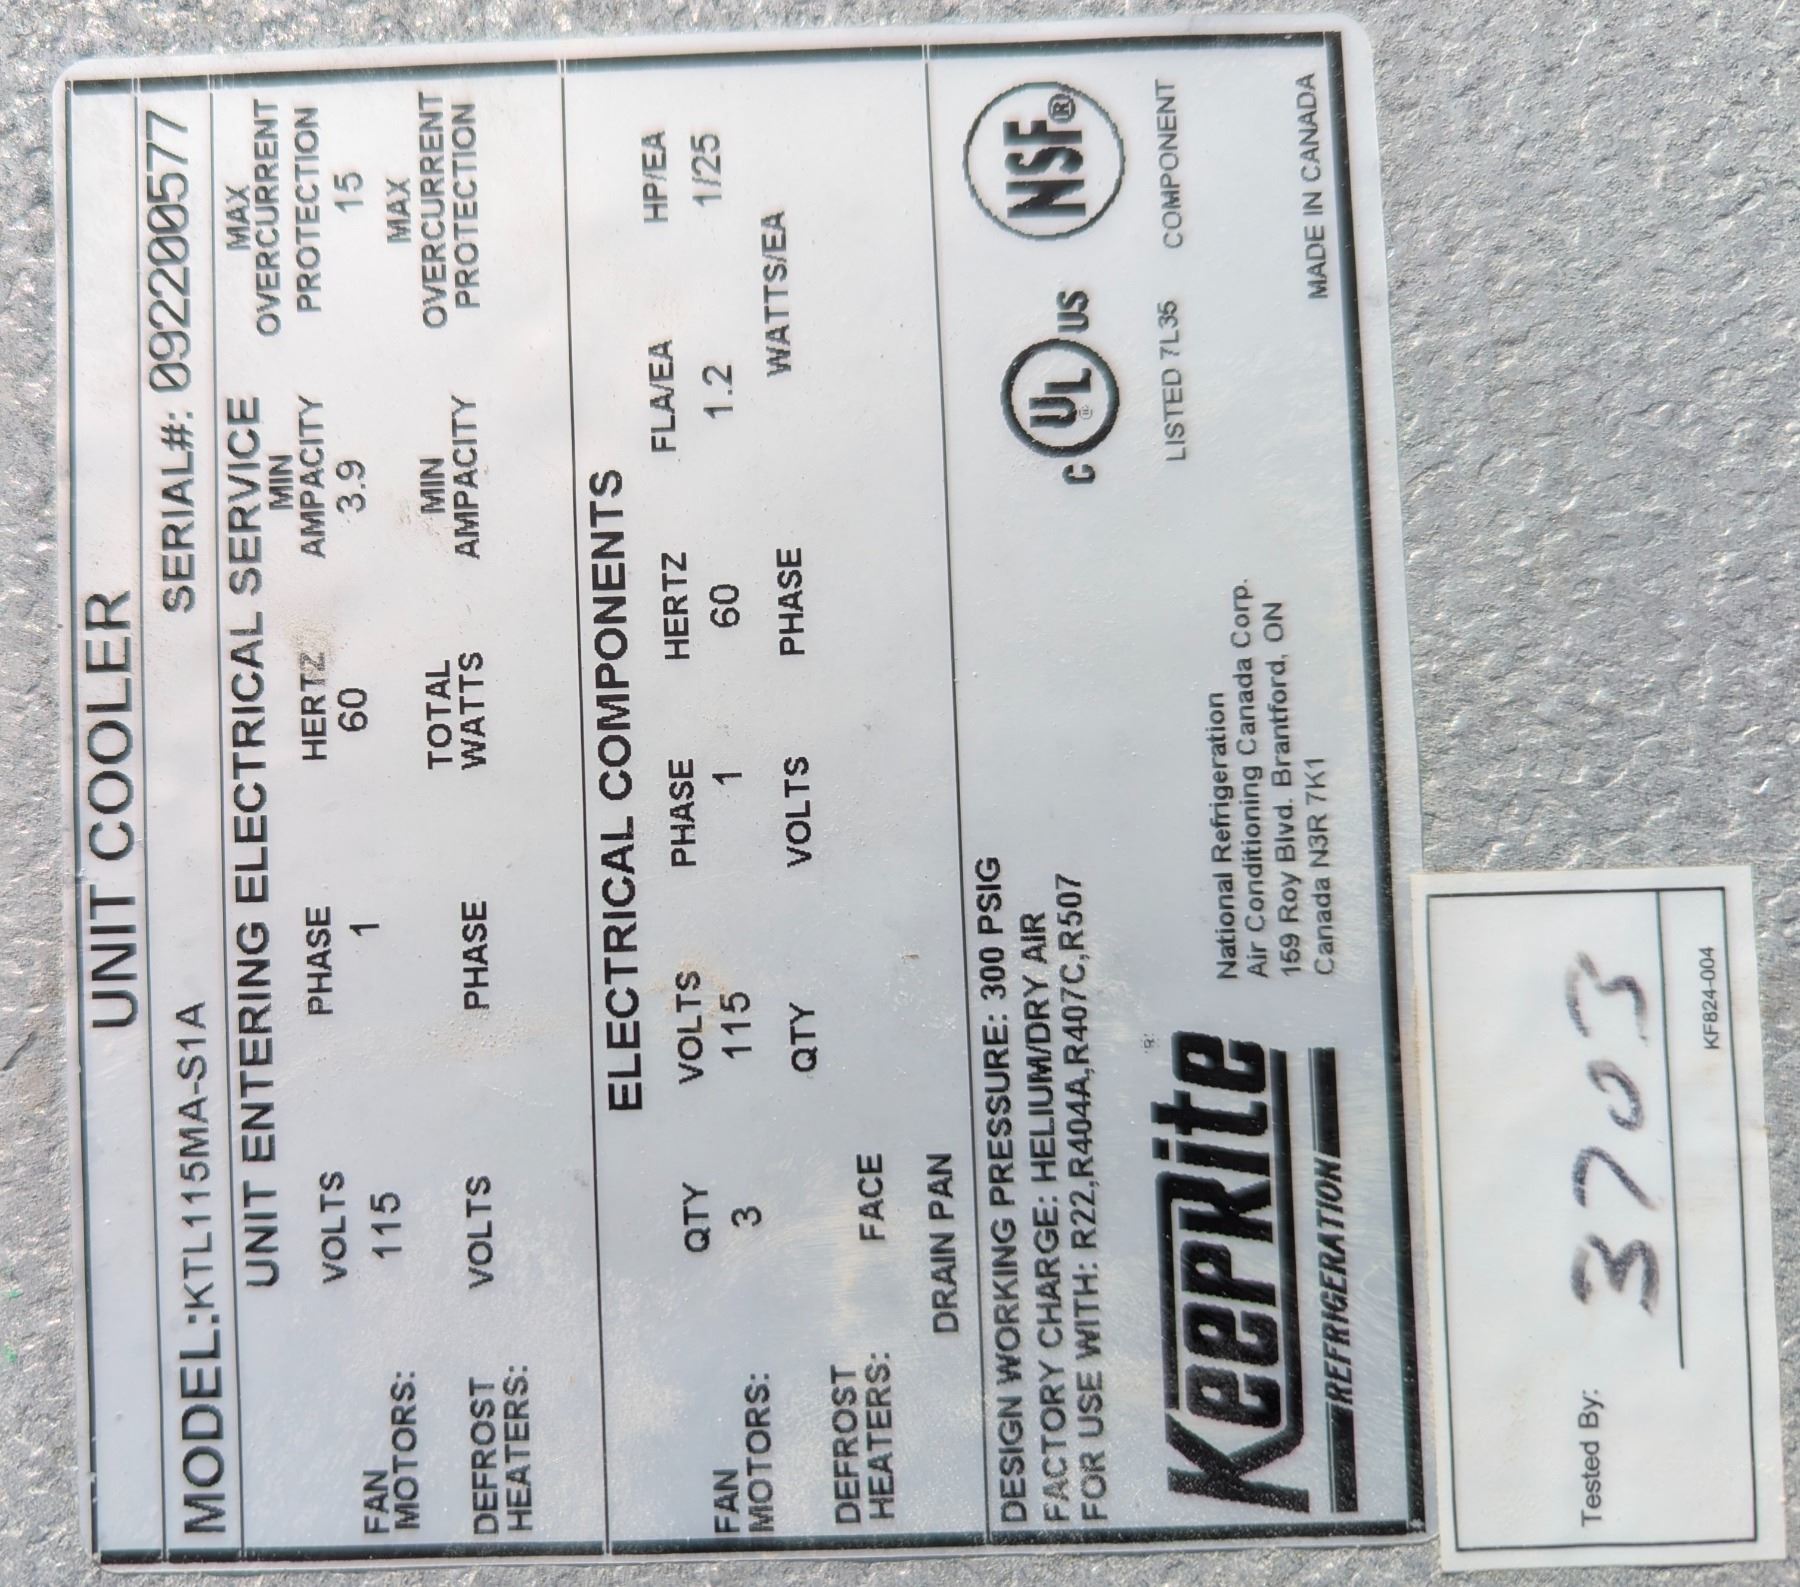 UNIT COOLER
MODEL:KTL115MA-S1A SERIAL#: 092200577
UNIT ENTERING ELECTRICAL SERVICE
VOLTS PHASE HERTZ MIN AMPACITY MAX OVERCURRENT PROTECTION
FAN MOTORS: 115 1 60 3.9 15
VOLTS PHASE TOTAL WATTS MIN AMPACITY MAX OVERCURRENT PROTECTION
DEFROST HEATERS:
ELECTRICAL COMPONENTS
QTY VOLTS PHASE HERTZ FLA/EA HP/EA
FAN MOTORS: 3 115 1 60 1.2 1/25
QTY VOLTS PHASE WATTS/EA
DEFROST HEATERS: FACE
DRAIN PAN
DESIGN WORKING PRESSURE: 300 PSIG
FACTORY CHARGE: HELIUM/DRY AIR
FOR USE WITH: R22,R404A,R407C,R507
C UL US NSF®
LISTED 7L35 COMPONENT
KeepRite ®
REFRIGERATION
National Refrigeration
Air Conditioning Canada Corp.
159 Roy Blvd. Brantford, ON
Canada N3R 7K1
MADE IN CANADA
Tested By: 3703
KF824-004